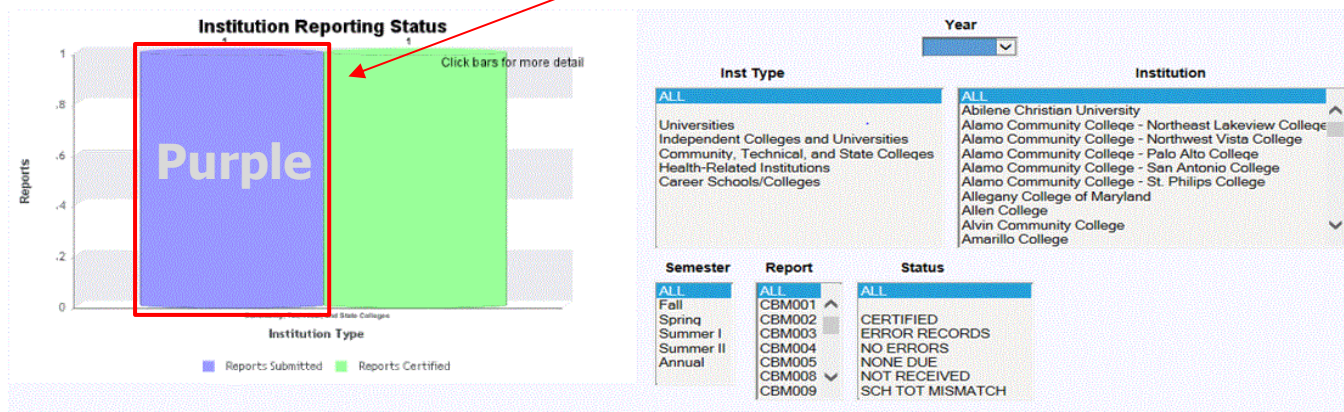 Institution Reporting Status
1 1
Click bars for more detail
1
.8
.6
.4
.2
0
Reports
Purple
and State Colleges
Institution Type
Reports Submitted Reports Certified
Year
Inst Type
ALL
Universities
Independent Colleges and Universities
Community, Technical, and State Colleges
Health-Related Institutions
Career Schools/Colleges
Institution
ALL
Abilene Christian University
Alamo Community College - Northeast Lakeview College
Alamo Community College - Northwest Vista College
Alamo Community College - Palo Alto College
Alamo Community College - San Antonio College
Alamo Community College - St. Philips College
Allegany College of Maryland
Allen College
Alvin Community College
Amarillo College
Semester
ALL
Fall
Spring
Summer I
Summer II
Annual
Report
ALL
CBM001
CBM002
CBM003
CBM004
CBM005
CBM008
CBM009
Status
ALL
CERTIFIED
ERROR RECORDS
NO ERRORS
NONE DUE
NOT RECEIVED
SCH TOT MISMATCH